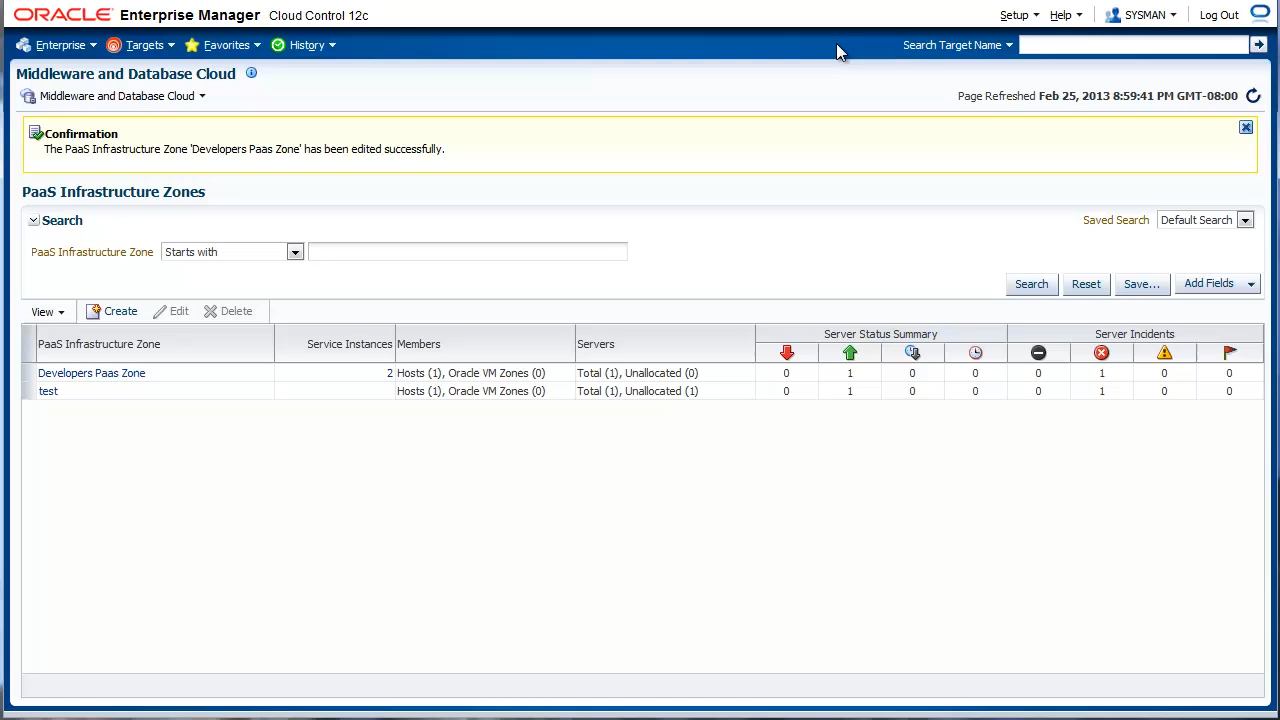 ORACLE Enterprise Manager Cloud Control 12c Setup Help SYSMAN Log Out
Enterprise Targets Favorites History Search Target Name
Middleware and Database Cloud
Middleware and Database Cloud Page Refreshed Feb 25, 2013 8:59:41 PM GMT-08:00
Confirmation
The PaaS Infrastructure Zone 'Developers Paas Zone' has been edited successfully.
PaaS Infrastructure Zones
Search Saved Search Default Search
PaaS Infrastructure Zone Starts with
Search Reset Save... Add Fields
View Create Edit Delete
Server Status Summary Server Incidents
PaaS Infrastructure Zone Service Instances Members Servers
Developers Paas Zone 2 Hosts (1), Oracle VM Zones (0) Total (1), Unallocated (0) 0 1 0 0 0 1 0 0
test Hosts (1), Oracle VM Zones (0) Total (1), Unallocated (1) 0 1 0 0 0 1 0 0